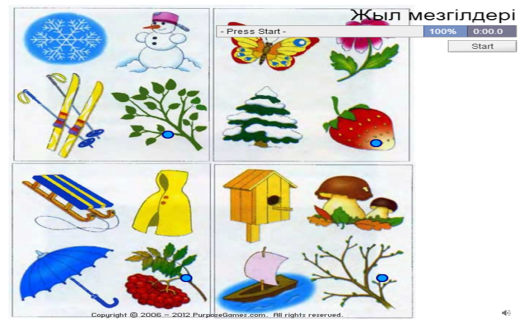 Жыл мезгілдері
- Press Start -
100%
0:00.0
Start
Copyright © 2006 - 2012 PurposeGames.com. All rights reserved.